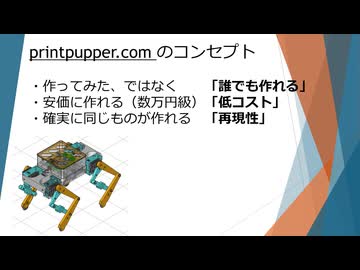 printpupper.com のコンセプト
・作ってみた、ではなく 「誰でも作れる」
・安価に作れる（数万円級）「低コスト」
・確実に同じものが作れる 「再現性」